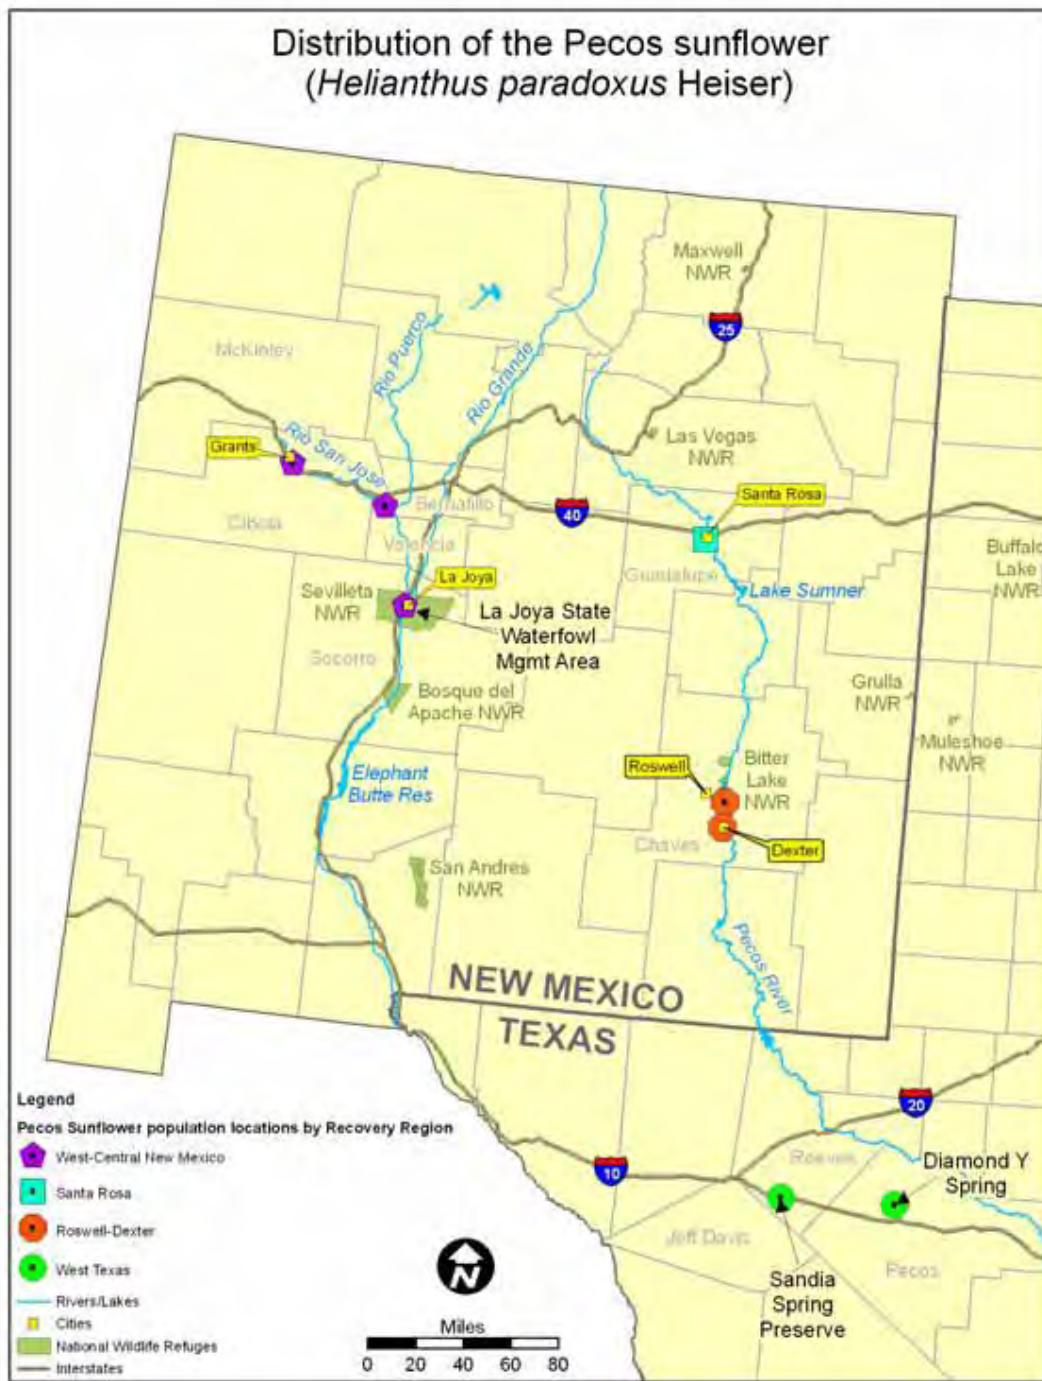 Distribution of the Pecos sunflower
(Helianthus paradoxus Heiser)
Maxwell
NWR
25
McKinley
Rio Puerco
Rio Grande
Las Vegas
NWR
Grants
Rio San Jose
Santa Rosa
Bernalillo
40
Cibola
Valencia
Buffalo
Lake
NWR
Guadalupe
Lake Sumner
La Joya
Sevilleta
NWR
La Joya State
Waterfowl
Mgmt Area
Socorro
Grulla
NWR
Bosque del
Apache NWR
Muleshoe
NWR
Roswell
Bitter
Lake
NWR
Elephant
Butte Res
Chaves
Dexter
San Andres
NWR
Pecos River
NEW MEXICO
TEXAS
20
Reeves
Diamond Y
Spring
10
Jeff Davis
Pecos
Sandia
Spring
Preserve
Legend
Pecos Sunflower population locations by Recovery Region
West-Central New Mexico
Santa Rosa
Roswell-Dexter
West Texas
Rivers/Lakes
Cities
National Wildlife Refuges
Interstates
N
Miles
0 20 40 60 80